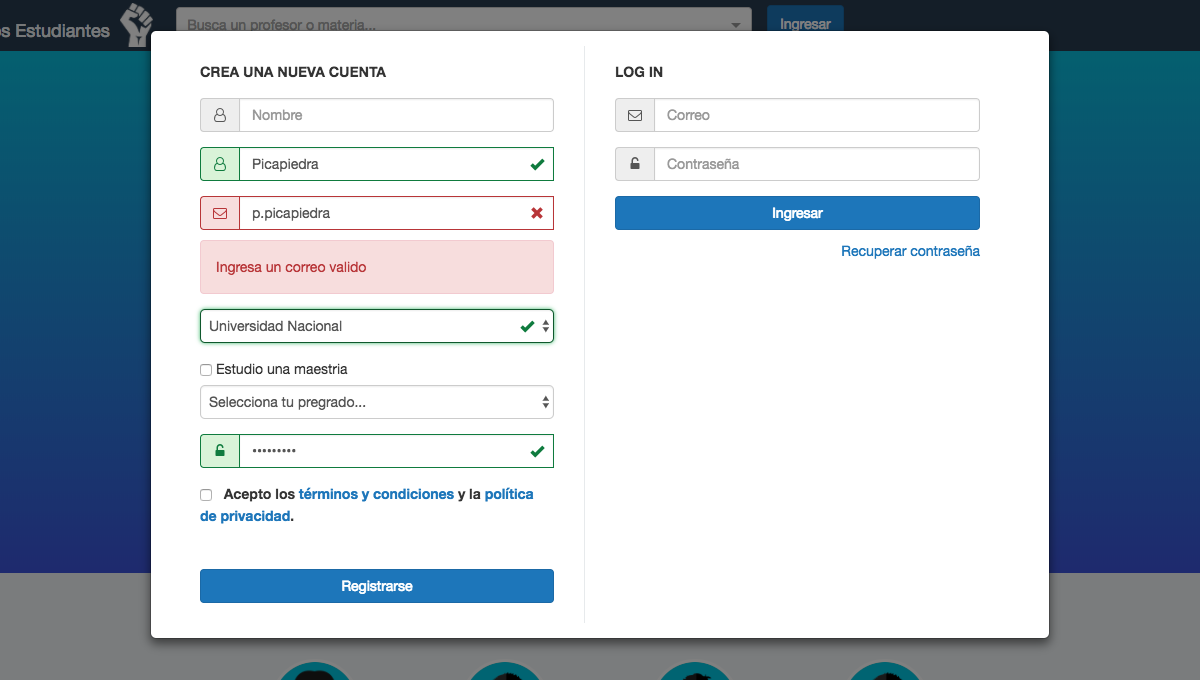 s Estudiantes
Busca un profesor o materia...
Ingresar
CREA UNA NUEVA CUENTA
Nombre
Picapiedra
p.picapiedra
Ingresa un correo valido
Universidad Nacional
Estudio una maestria
Selecciona tu pregrado...
•••••••••
Acepto los términos y condiciones y la política
de privacidad.
Registrarse
LOG IN
Correo
Contraseña
Ingresar
Recuperar contraseña